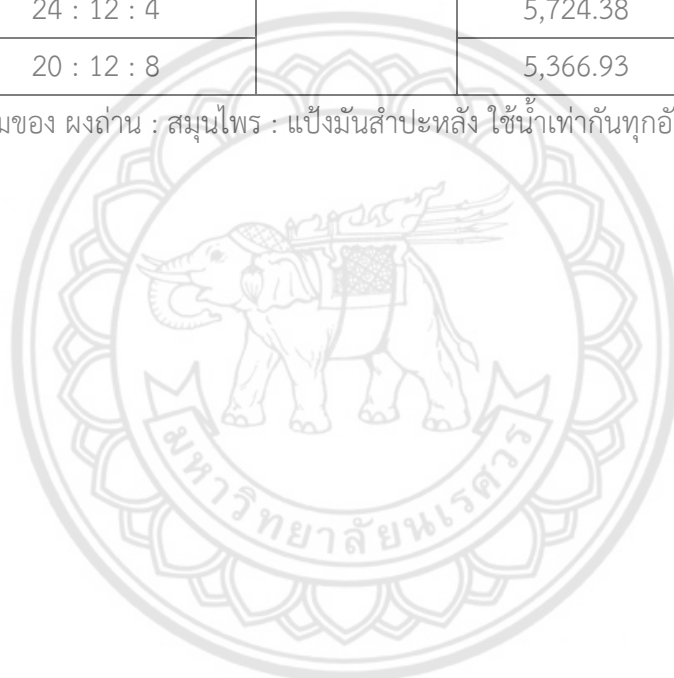 24 : 12 : 4 5,724.38
20 : 12 : 8 5,366.93
ของ ผงถ่าน : สมุนไพร : แป้งมันสำปะหลัง ใช้น้ำเท่ากันทุก
มหาวิทยาลัยนเรศวร